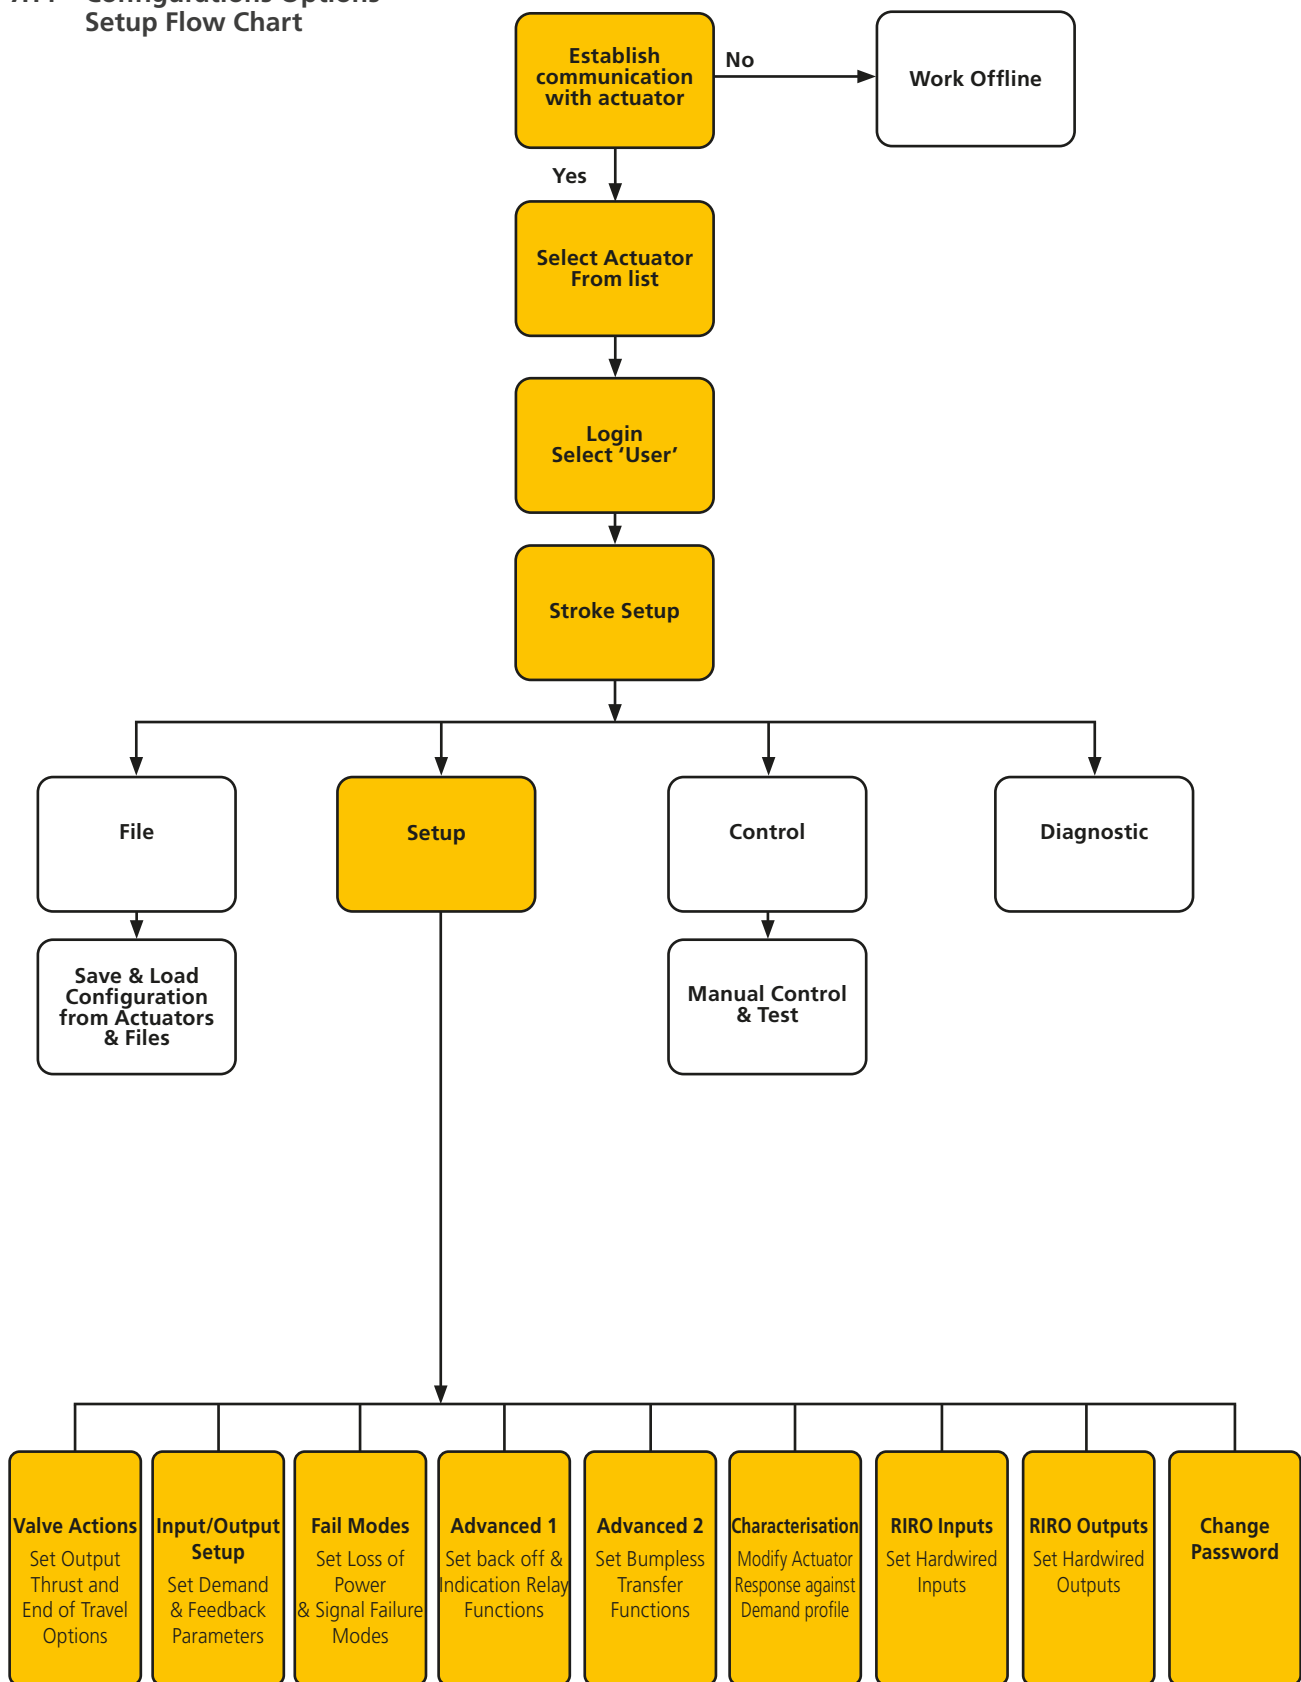 Configurations Options
Setup Flow Chart
Establish
communication
with actuator
No
Work Offline
Yes
Select Actuator
From list
Login
Select ‘User’
Stroke Setup
File
Setup
Control
Diagnostic
Save & Load
Configuration
from Actuators
& Files
Manual Control
& Test
Valve Actions
Set Output
Thrust and
End of Travel
Options
Input/Output
Setup
Set Demand
& Feedback
Parameters
Fail Modes
Set Loss of
Power
& Signal Failure
Modes
Advanced 1
Set back off &
Indication Relay
Functions
Advanced 2
Set Bumpless
Transfer
Functions
Characterisation
Modify Actuator
Response against
Demand profile
RIRO Inputs
Set Hardwired
Inputs
RIRO Outputs
Set Hardwired
Outputs
Change
Password